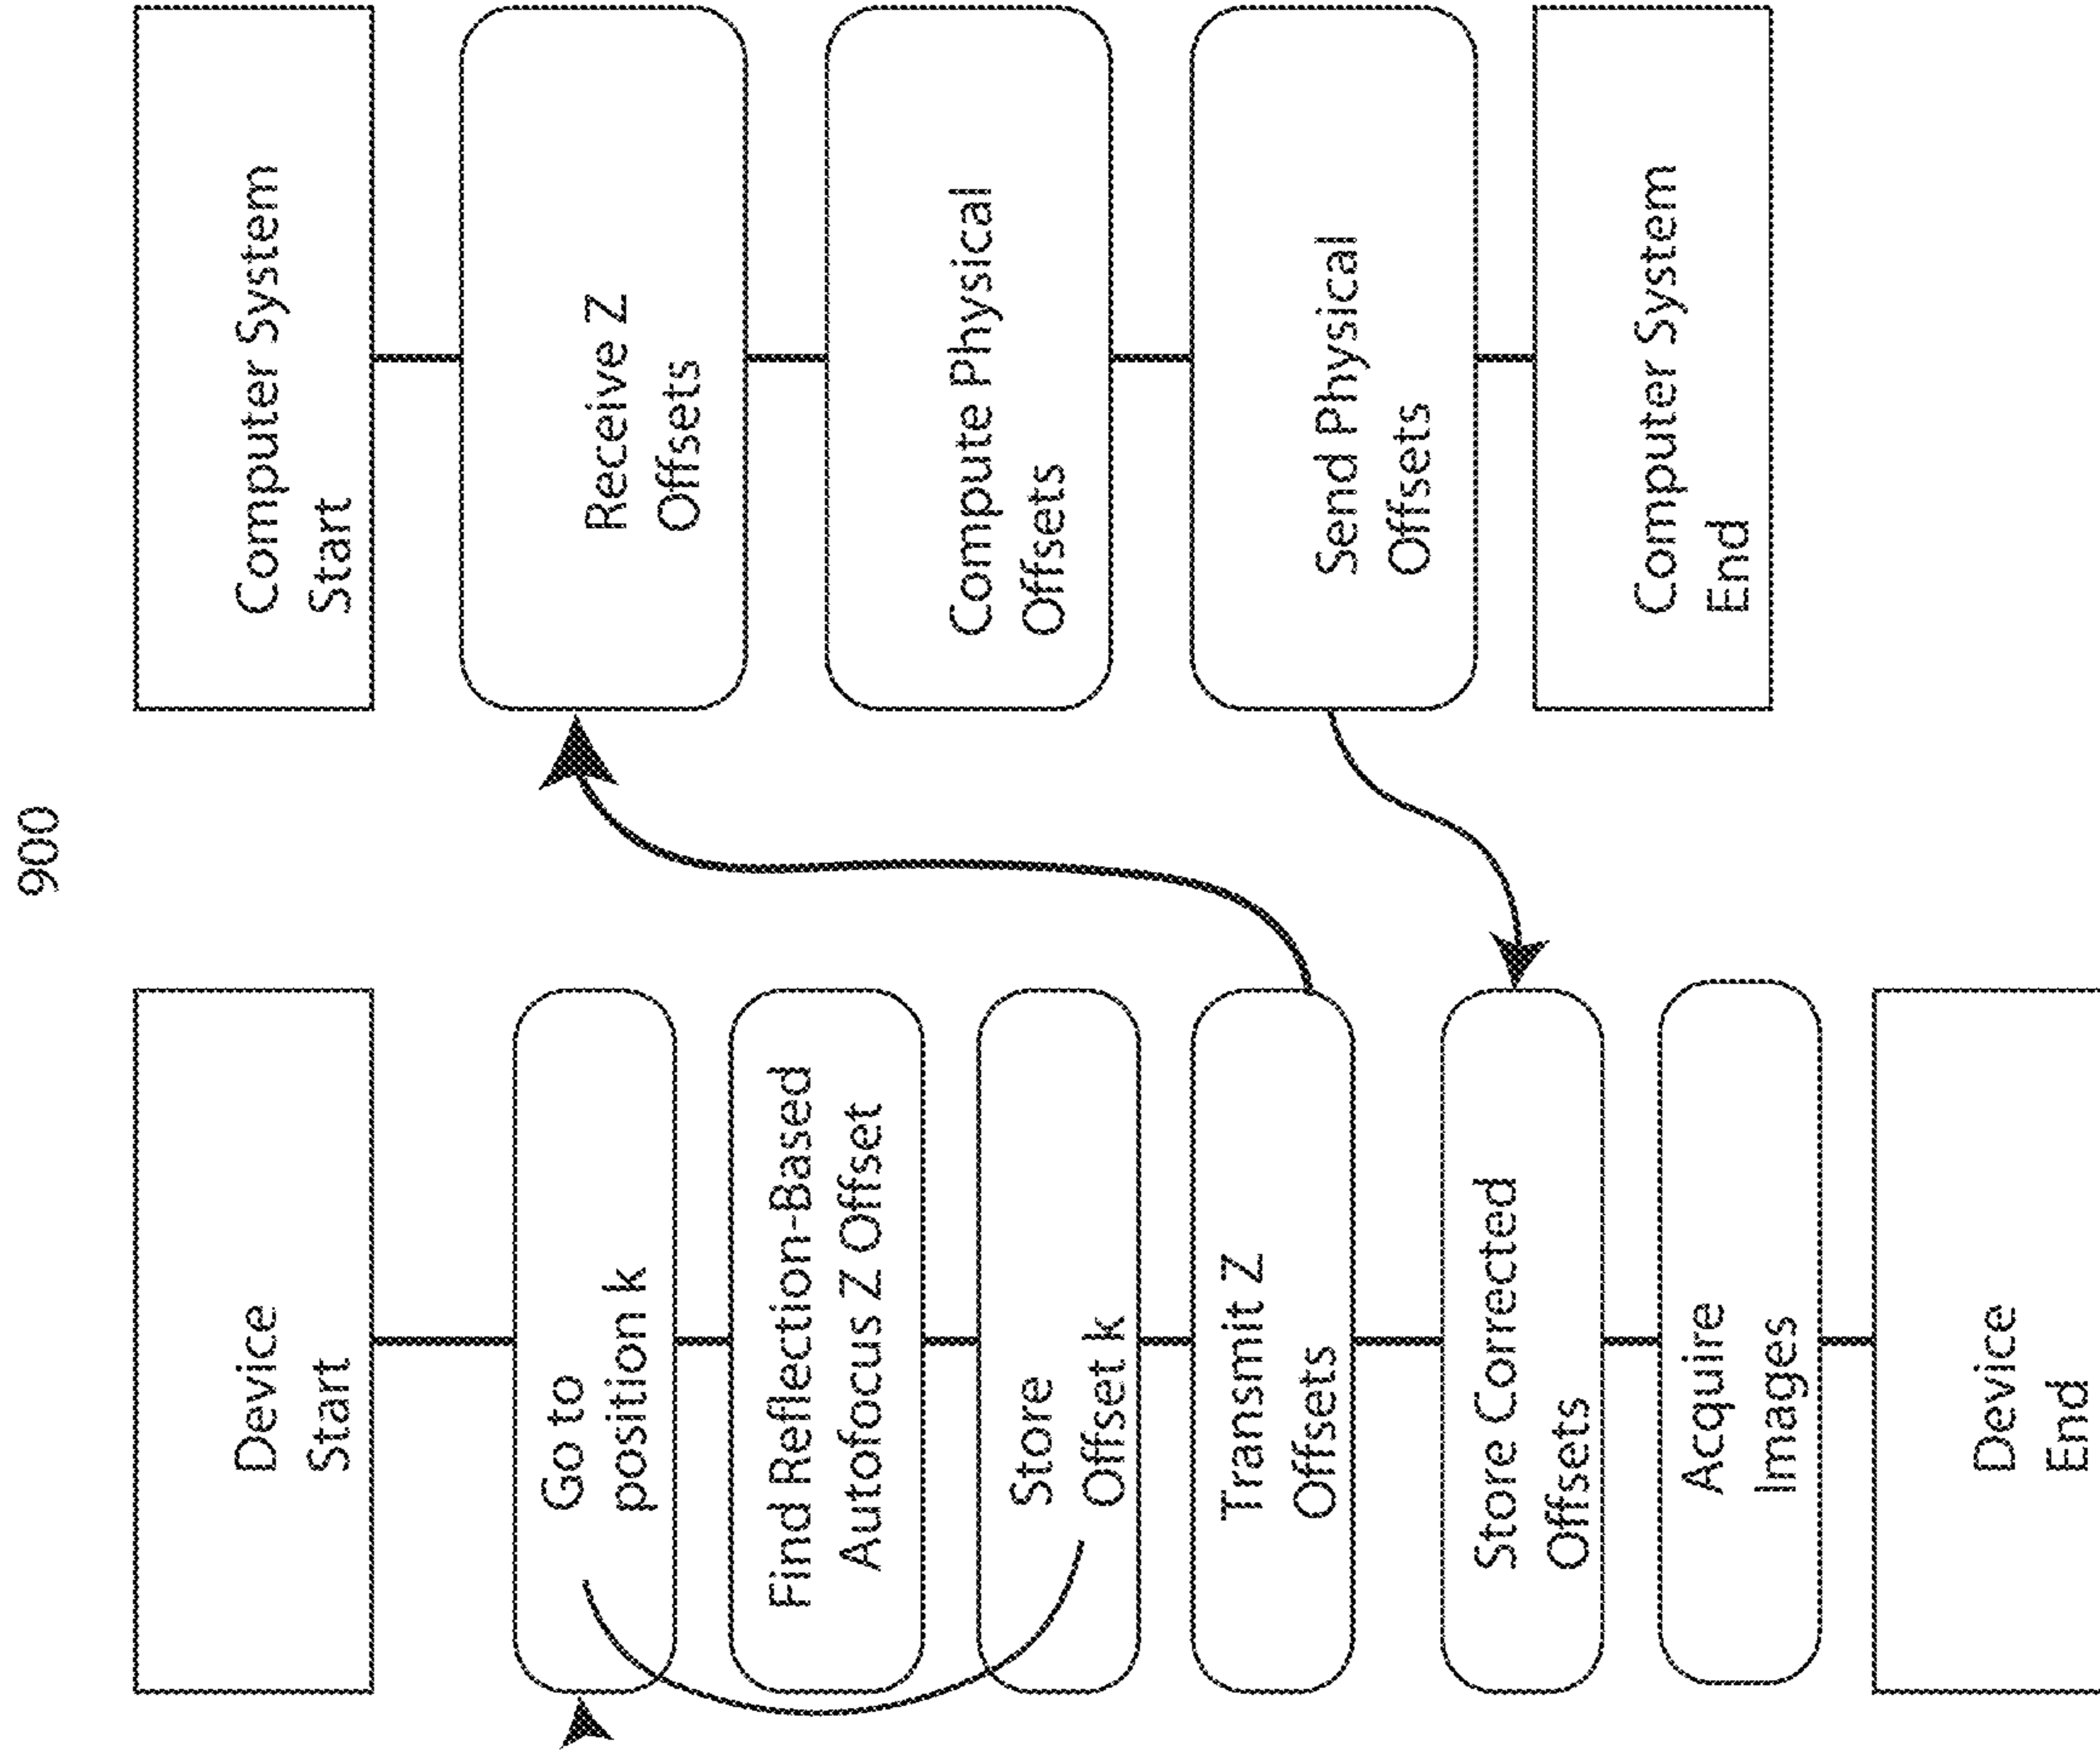 900
Device
Start
Go to
position k
Find Reflection-Based
Autofocus Z Offset
Store
Offset k
Transmit Z
Offsets
Store Corrected
Offsets
Acquire
Images
Device
End
Computer System
Start
Receive Z
Offsets
Compute Physical
Offsets
Send Physical
Offsets
Computer System
End